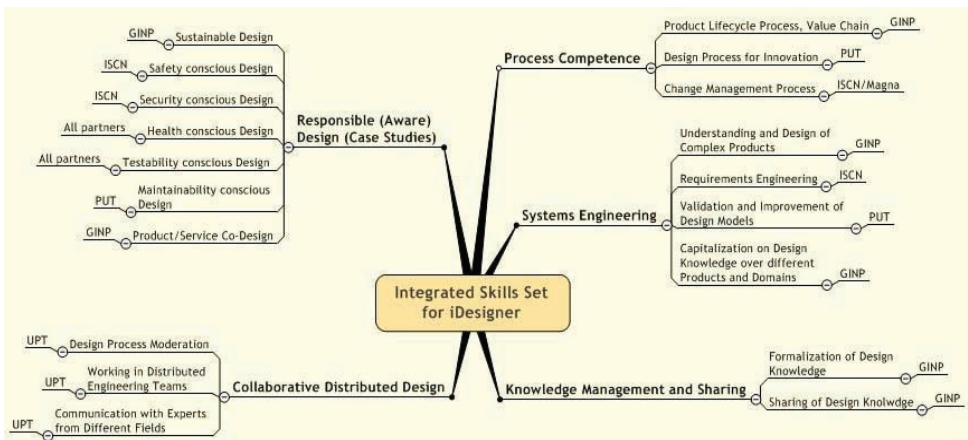 Integrated Skills Set
for iDesigner
Responsible (Aware)
Design (Case Studies)
GINP
Sustainable Design
ISCN
Safety conscious Design
ISCN
Security conscious Design
All partners
Health conscious Design
All partners
Testability conscious Design
PUT
Maintainability conscious
Design
GINP
Product/Service Co-Design
Process Competence
Product Lifecycle Process, Value Chain
GINP
Design Process for Innovation
PUT
Change Management Process
ISCN/Magna
Systems Engineering
Understanding and Design of
Complex Products
GINP
Requirements Engineering
ISCN
Validation and Improvement of
Design Models
PUT
Capitalization on Design
Knowledge over different
Products and Domains
GINP
Collaborative Distributed Design
UPT
Design Process Moderation
UPT
Working in Distributed
Engineering Teams
UPT
Communication with Experts
from Different Fields
Knowledge Management and Sharing
Formalization of Design
Knowledge
GINP
Sharing of Design Knolwdge
GINP